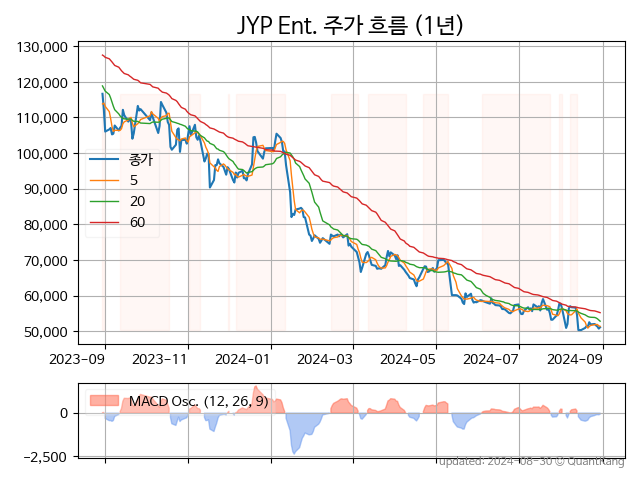 JYP Ent. 주가 흐름 (1년)
130,000
120,000
110,000
100,000
90,000
80,000
70,000
60,000
50,000
종가
5
20
60
2023-09 2023-11 2024-01 2024-03 2024-05 2024-07 2024-09
MACD Osc. (12, 26, 9)
0
−2,500
updated: 2024-08-30 © QuantKang